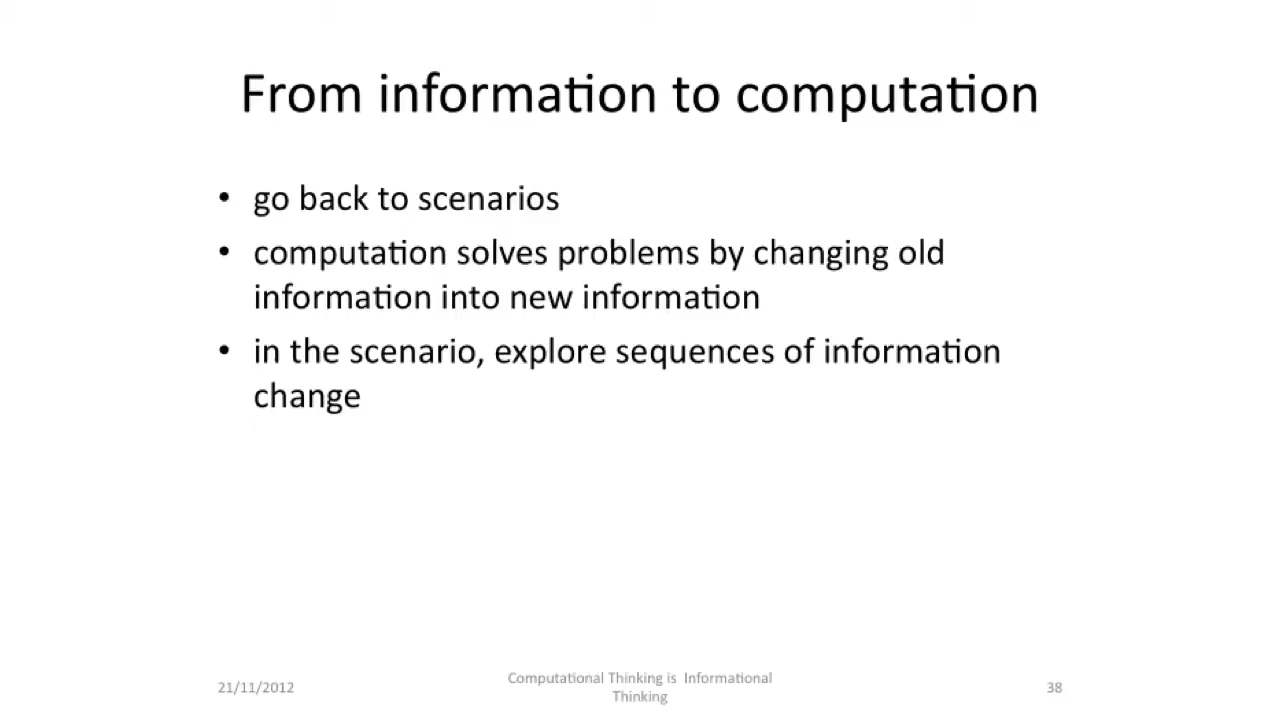 From information to computation
• go back to scenarios
• computation solves problems by changing old
information into new information
• in the scenario, explore sequences of information
change
21/11/2012
Computational Thinking is  Informational
Thinking
38